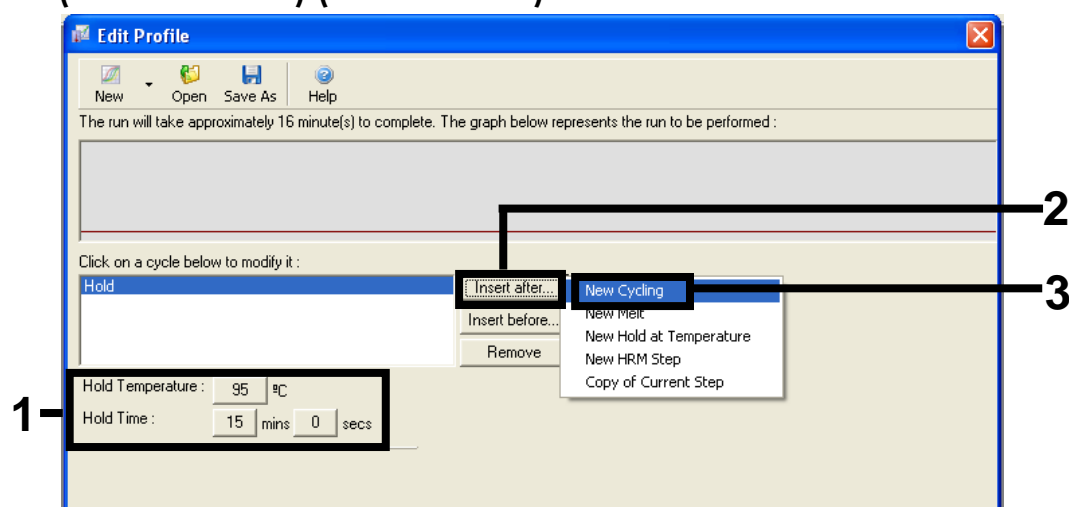 Edit Profile
New Open Save As Help
The run will take approximately 16 minute(s) to complete. The graph below represents the run to be performed :
2
Click on a cycle below to modify it :
Hold
Insert after...
New Cycling
3
Insert before...
New Melt
New Hold at Temperature
Remove
New HRM Step
Copy of Current Step
1
Hold Temperature : 95 ºC
Hold Time : 15 mins 0 secs